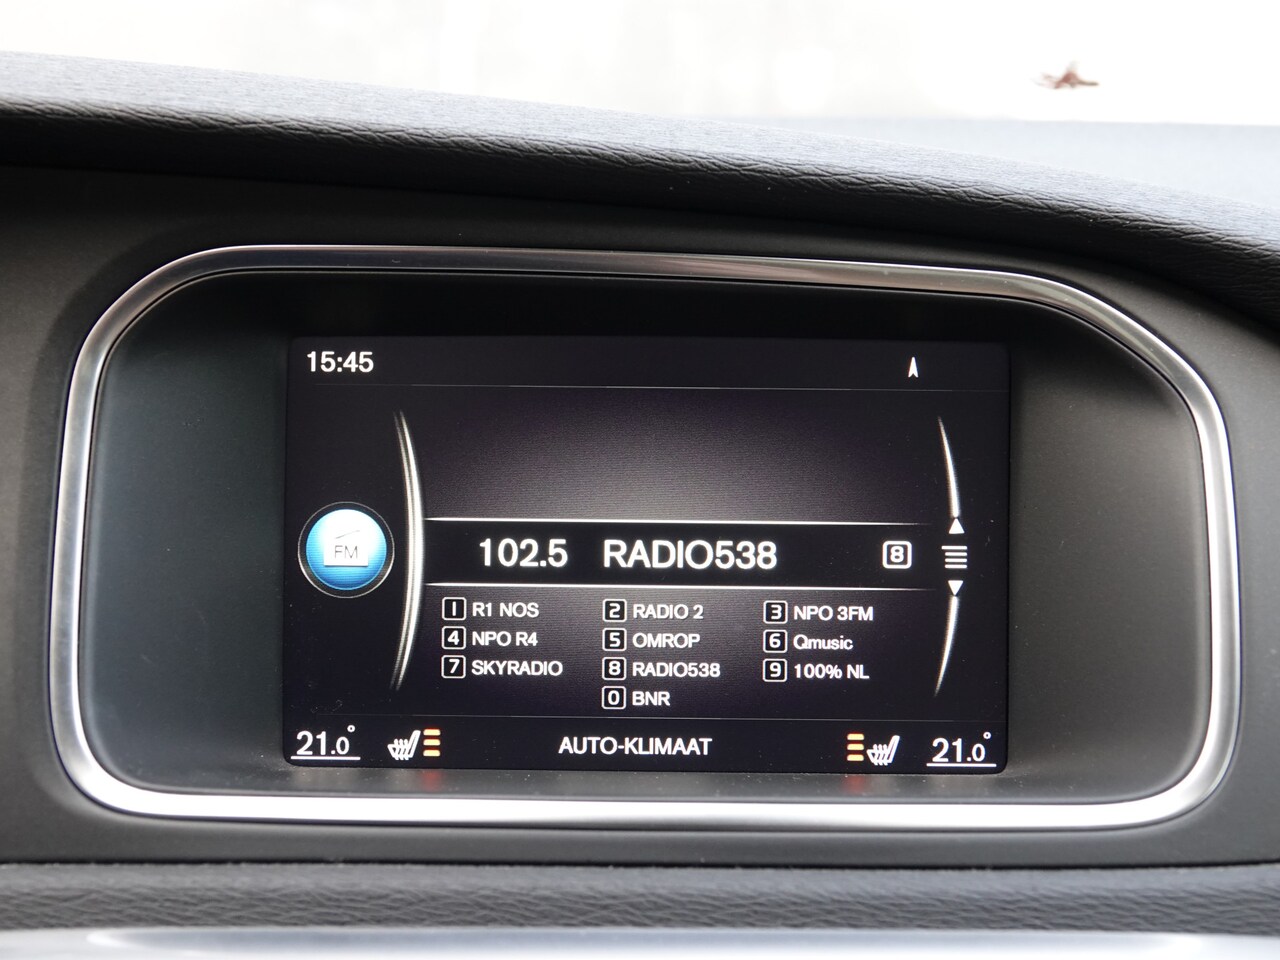 15:45
FM
102.5 RADIO538 8
1 R1 NOS 2 RADIO 2 3 NPO 3FM
4 NPO R4 5 OMROP 6 Qmusic
7 SKYRADIO 8 RADIO538 9 100% NL
0 BNR
21.0° AUTO-KLIMAAT 21.0°